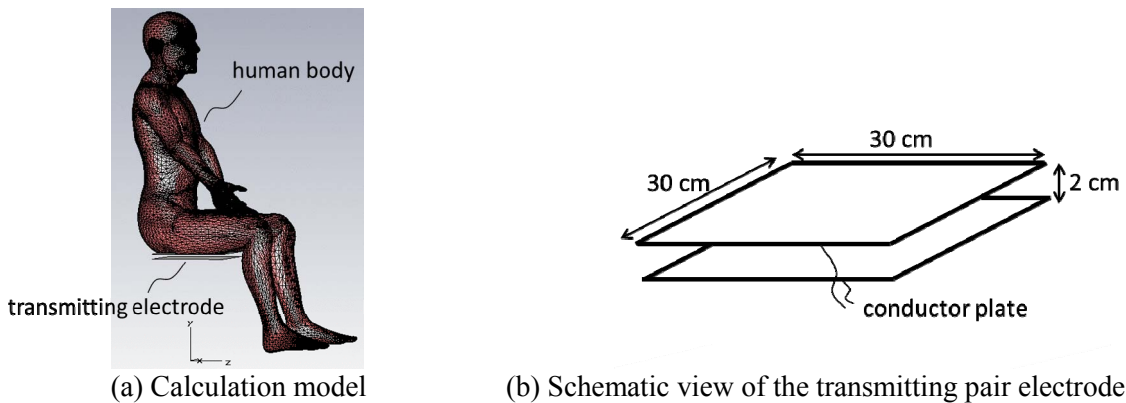 human body
transmitting electrode
Y
x
Z
(a) Calculation model
30 cm
30 cm
2 cm
conductor plate
(b) Schematic view of the transmitting pair electrode